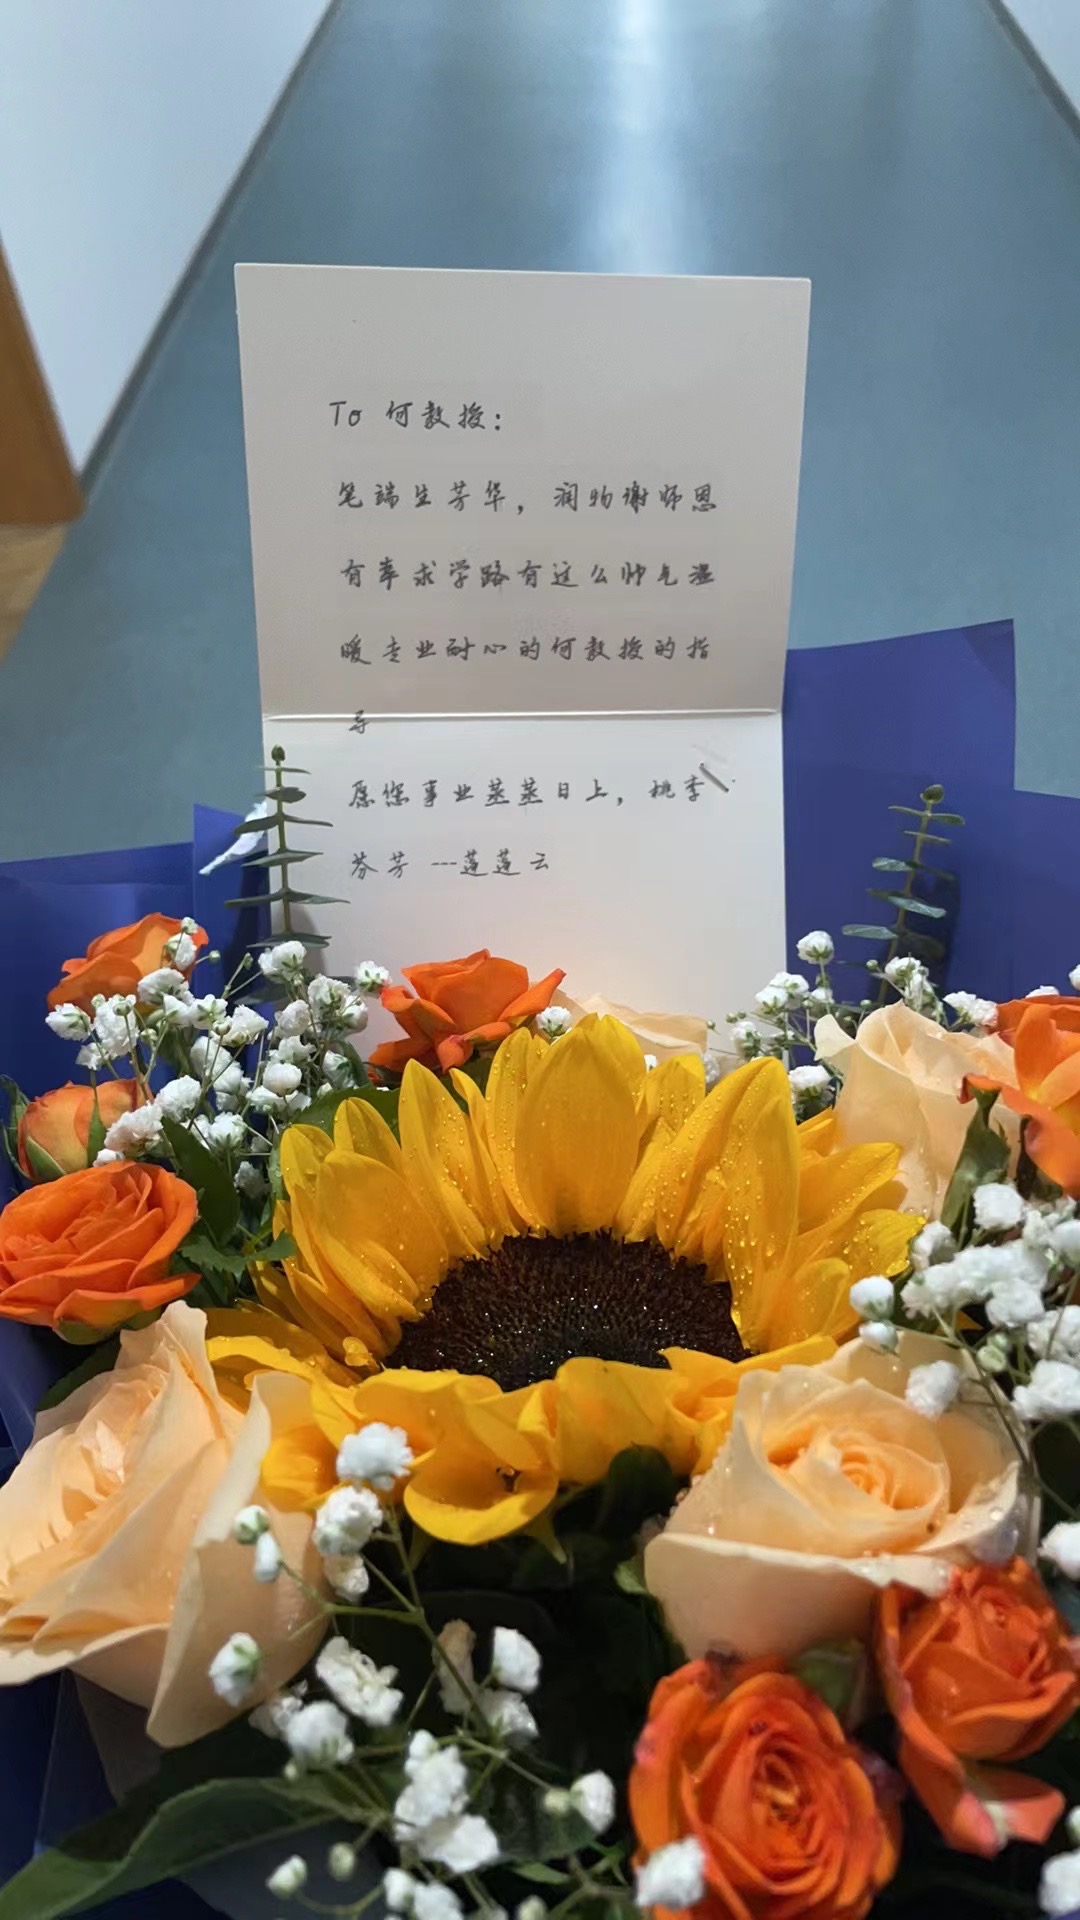 To 何教授：
笔端生芳华，润物谢师恩
有幸求学路有这么帅气温
暖专业耐心的何教授的指
导
愿您事业蒸蒸日上，桃李
芬芳 ---莲莲云